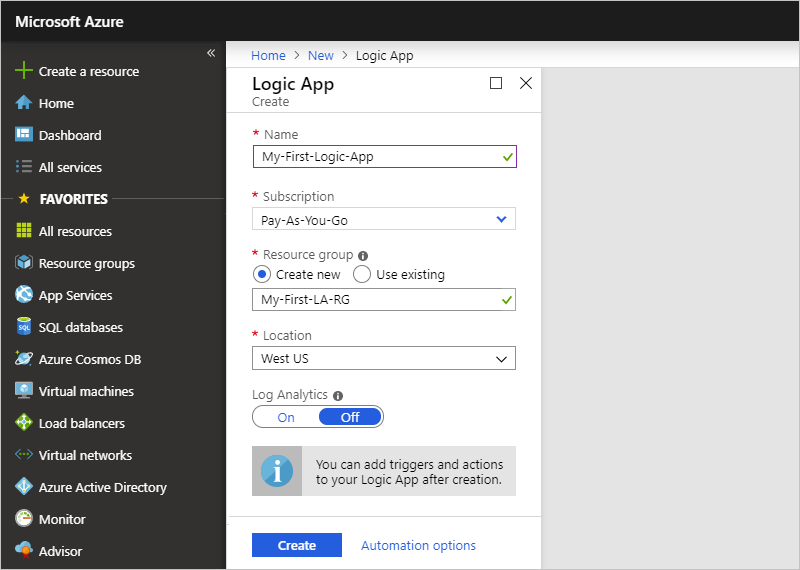 Microsoft Azure
«
Create a resource
Home
Dashboard
All services
FAVORITES
All resources
Resource groups
App Services
SQL
SQL databases
Azure Cosmos DB
Virtual machines
Load balancers
Virtual networks
Azure Active Directory
Monitor
Advisor
Home > New > Logic App
Logic App
Create
* Name
My-First-Logic-App
* Subscription
Pay-As-You-Go
* Resource group i
Create new Use existing
My-First-LA-RG
* Location
West US
Log Analytics i
On Off
i
You can add triggers and actions
to your Logic App after creation.
Create Automation options